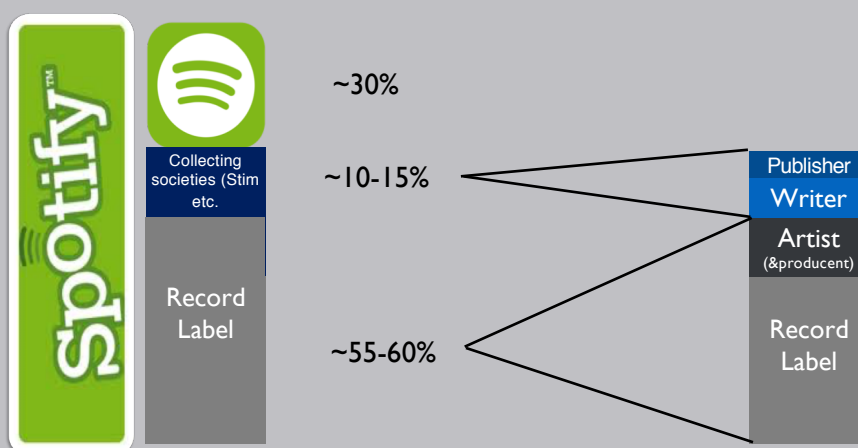 Spotify™
~30%
Collecting
societies (Stim
etc.
~10-15%
Publisher
Writer
Artist
(&producent)
Record
Label
~55-60%
Record
Label